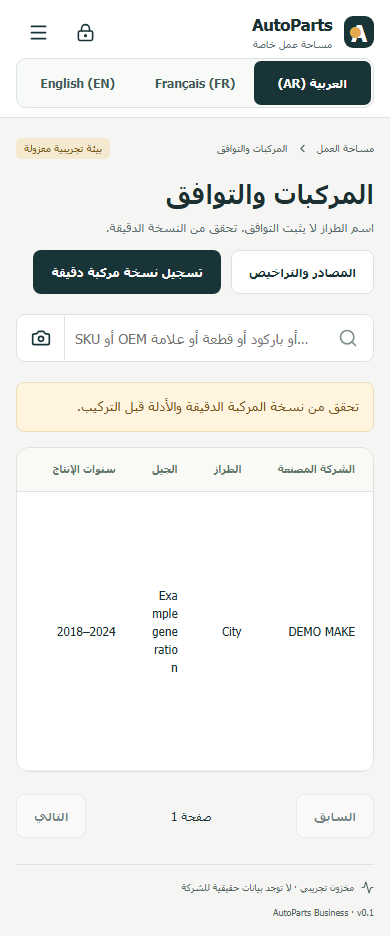 AutoParts
مساحة عمل خاصة
العربية (AR)
Français (FR)
English (EN)
مساحة العمل
المركبات والتوافق
بيئة تجريبية معزولة
المركبات والتوافق
اسم الطراز لا يثبت التوافق. تحقق من النسخة الدقيقة.
المصادر والتراخيص
تسجيل نسخة مركبة دقيقة
SKU أو OEM أو باركود أو قطعة أو علامة...
تحقق من نسخة المركبة الدقيقة والأدلة قبل التركيب.
الشركة المصنعة
الطراز
الجيل
سنوات الإنتاج
DEMO MAKE
City
Exa
mple
gene
ratio
n
2018–2024
السابق
صفحة 1
التالي
مخزون تجريبي · لا توجد بيانات حقيقية للشركة
AutoParts Business · v0.1